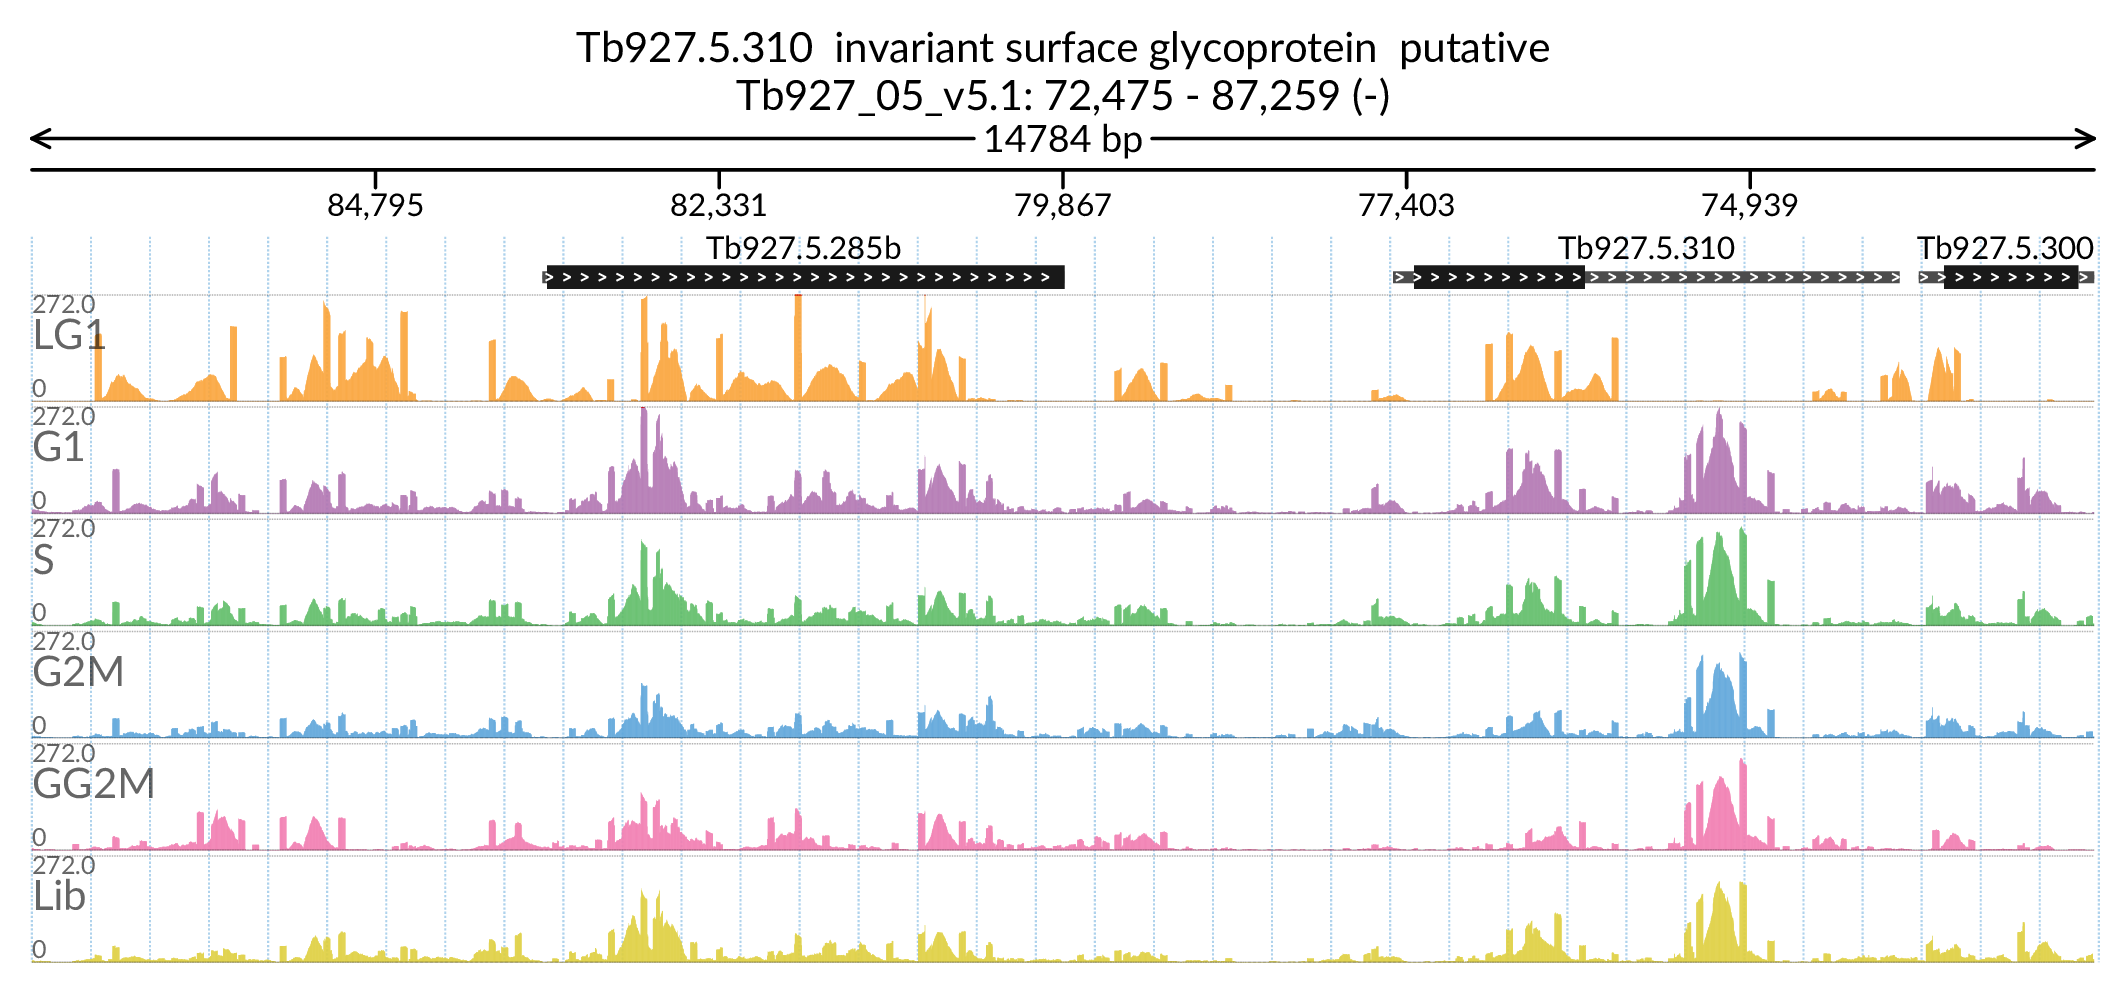 Tb927.5.310 invariant surface glycoprotein putative
Tb927_05_v5.1: 72,475 - 87,259 (-)
14784 bp
84,795 82,331 79,867 77,403 74,939
Tb927.5.285b Tb927.5.310 Tb927.5.300
272.0
LG1
0
272.0
G1
0
272.0
S
0
272.0
G2M
0
272.0
GG2M
0
272.0
Lib
0